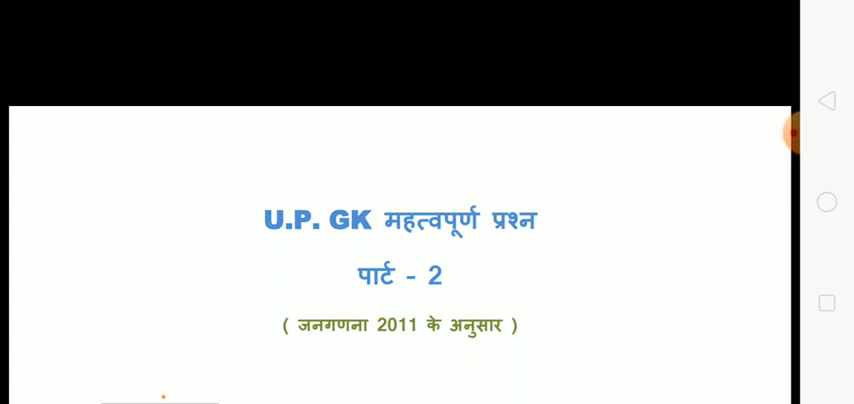 U.P. GK महत्वपूर्ण प्रश्न
पार्ट - 2
( जनगणना 2011 के अनुसार )